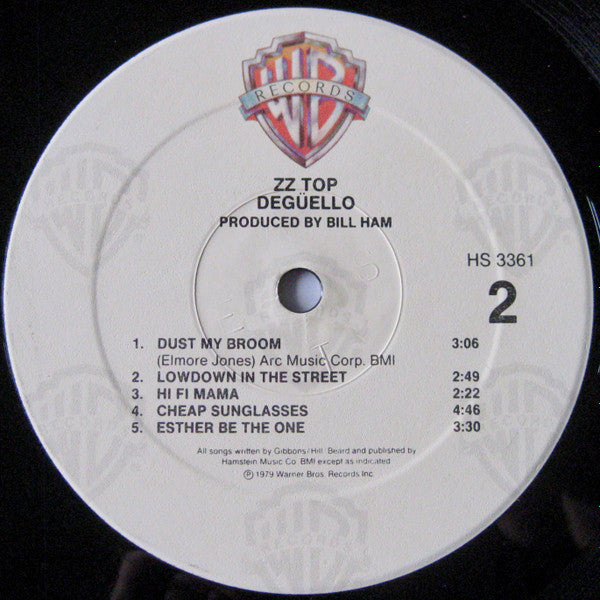 WB
RECORDS
ZZ TOP
DEGÜELLO
PRODUCED BY BILL HAM
HS 3361
2
1. DUST MY BROOM 3:06
(Elmore Jones) Arc Music Corp. BMI
2. LOWDOWN IN THE STREET 2:49
3. HI FI MAMA 2:22
4. CHEAP SUNGLASSES 4:46
5. ESTHER BE THE ONE 3:30
All songs written by Gibbons/Hill/Beard and published by
Hamstein Music Co. BMI except as indicated
℗ 1979 Warner Bros. Records Inc.